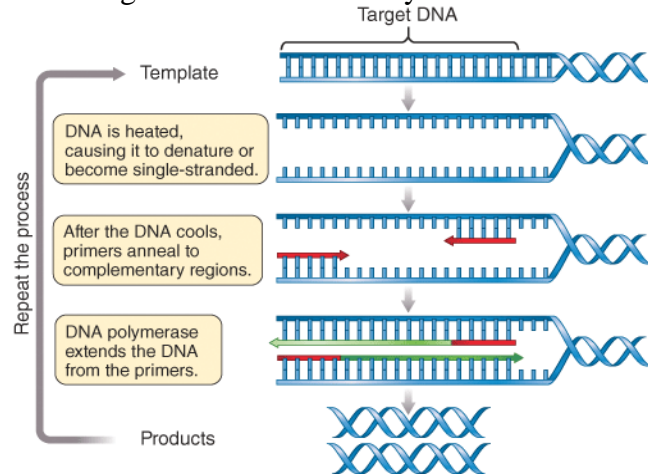 Target DNA
Template
DNA is heated,
causing it to denature or
become single-stranded.
After the DNA cools,
primers anneal to
complementary regions.
Repeat the process
DNA polymerase
extends the DNA
from the primers.
Products